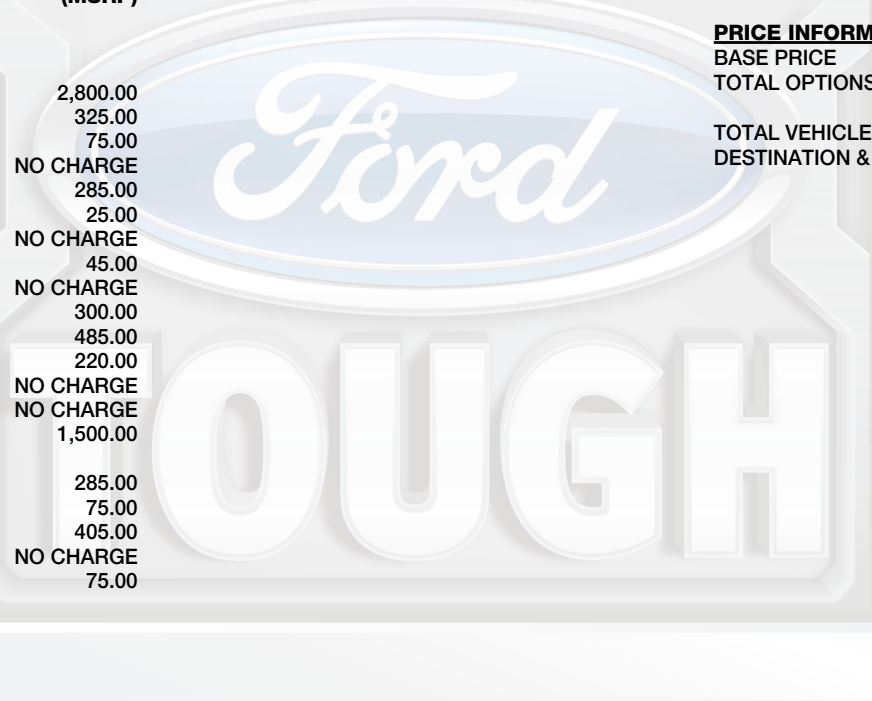 (MSRP)
2,800.00
325.00
75.00
NO CHARGE
285.00
25.00
NO CHARGE
45.00
NO CHARGE
300.00
485.00
220.00
NO CHARGE
NO CHARGE
1,500.00
285.00
75.00
405.00
NO CHARGE
75.00
PRICE INFORM
BASE PRICE
TOTAL OPTIONS
TOTAL VEHICLE
DESTINATION &
Ford
TOUGH